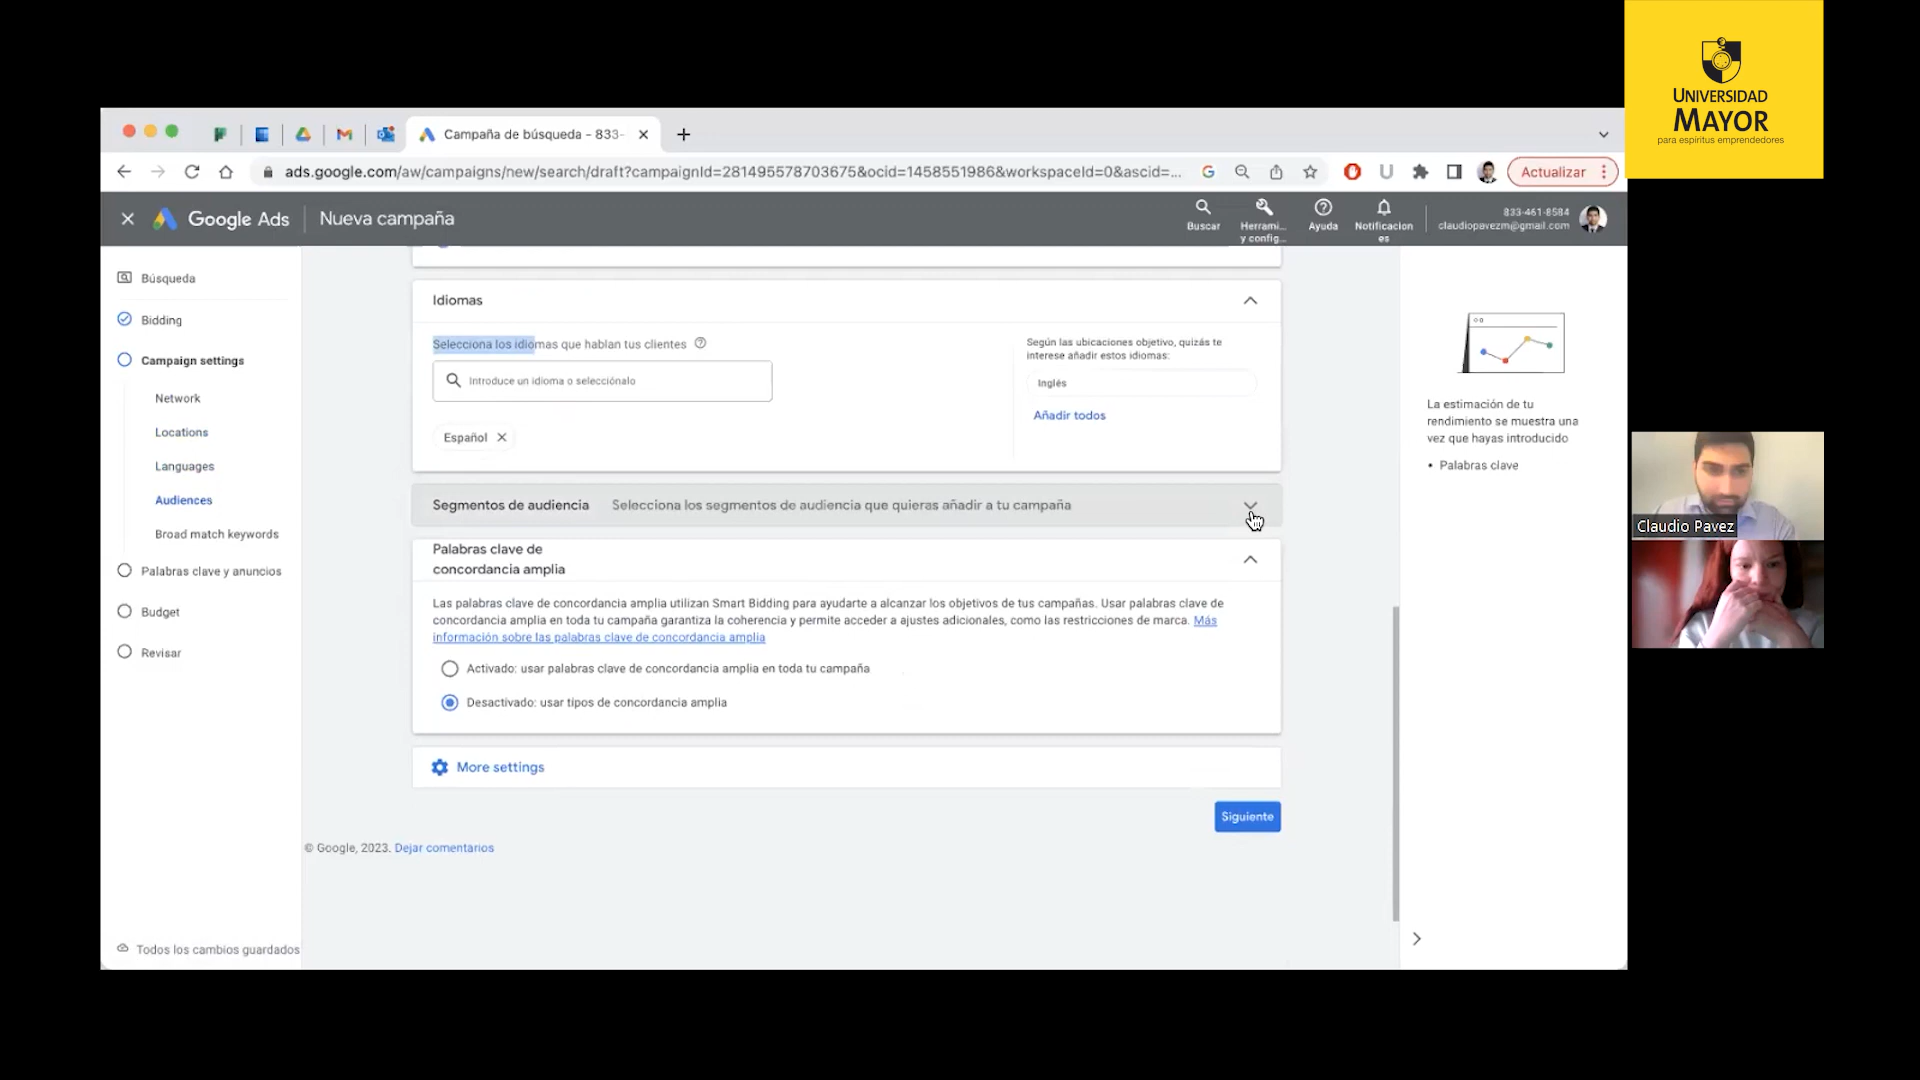 UNIVERSIDAD
MAYOR
para espíritus emprendedores
Campaña de búsqueda - 833-
ads.google.com/aw/campaigns/new/search/draft?campaignId=281495578703675&ocid=1458551986&workspaceId=0&ascid=...
Actualizar
Google Ads
Nueva campaña
Buscar
Herrami...
y config...
Ayuda
Notificacion
es
833-461-8584
claudiopavezm@gmail.com
Búsqueda
Bidding
Campaign settings
Network
Locations
Languages
Audiences
Broad match keywords
Palabras clave y anuncios
Budget
Revisar
Todos los cambios guardados
Idiomas
Selecciona los idiomas que hablan tus clientes
Introduce un idioma o selecciónalo
Español
Según las ubicaciones objetivo, quizás te
interese añadir estos idiomas:
Inglés
Añadir todos
Segmentos de audiencia Selecciona los segmentos de audiencia que quieras añadir a tu campaña
Palabras clave de
concordancia amplia
Las palabras clave de concordancia amplia utilizan Smart Bidding para ayudarte a alcanzar los objetivos de tus campañas. Usar palabras clave de
concordancia amplia en toda tu campaña garantiza la coherencia y permite acceder a ajustes adicionales, como las restricciones de marca. Más
información sobre las palabras clave de concordancia amplia
Activado: usar palabras clave de concordancia amplia en toda tu campaña
Desactivado: usar tipos de concordancia amplia
More settings
Siguiente
© Google, 2023. Dejar comentarios
La estimación de tu
rendimiento se muestra una
vez que hayas introducido
• Palabras clave
Claudio Pavez